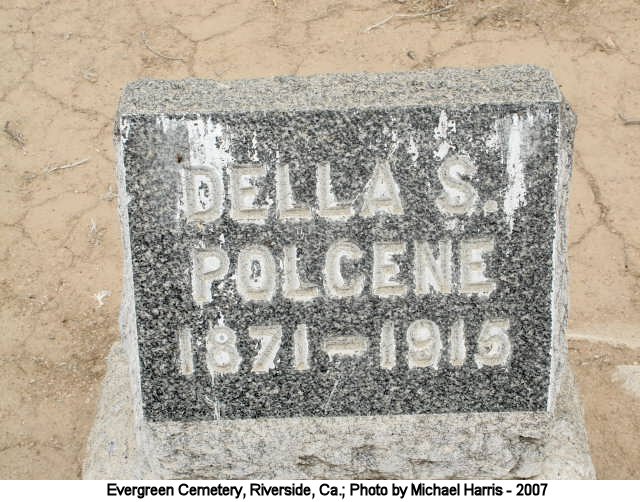 DELLA S.
POLCENE
1871-1915
Evergreen Cemetery, Riverside, Ca.; Photo by Michael Harris - 2007